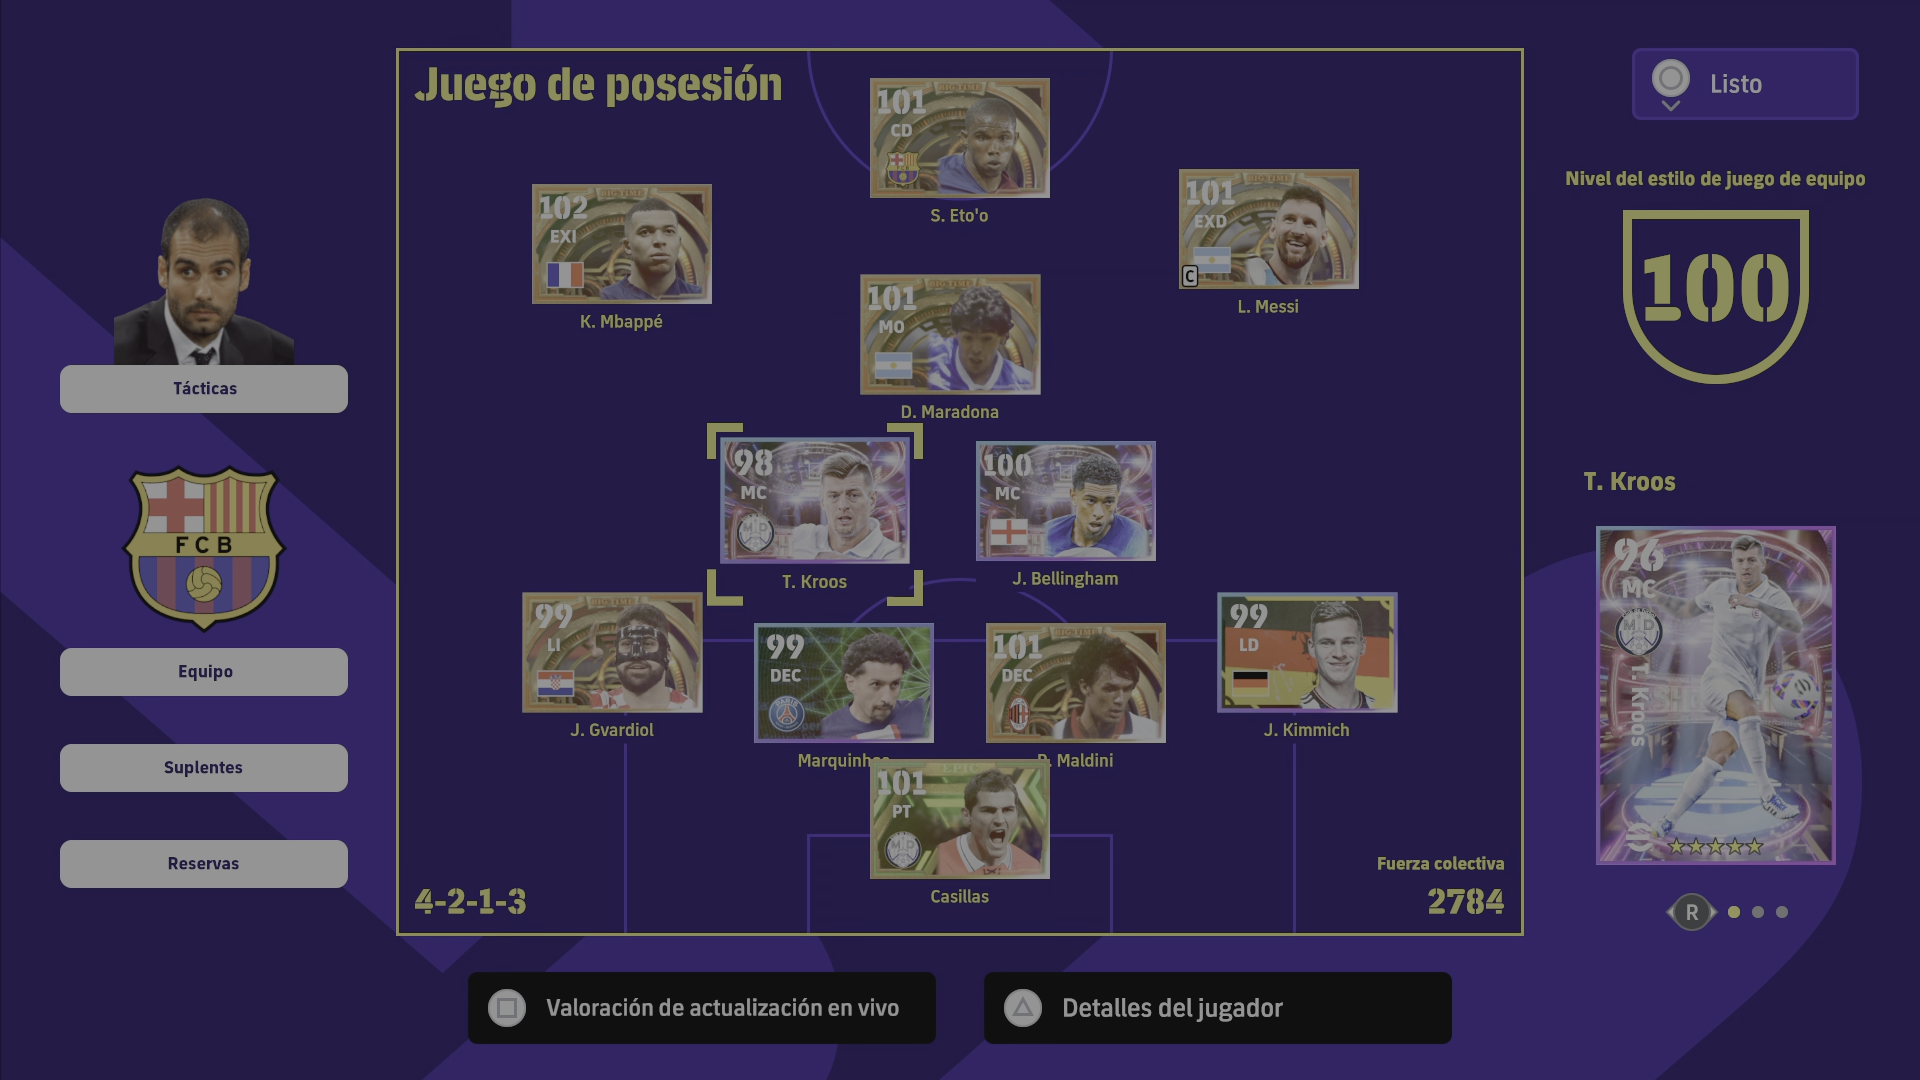 Juego de posesión
Listo
101
CD
S. Eto'o
102
EXI
K. Mbappé
101
EXD
C
L. Messi
101
MO
D. Maradona
Nivel del estilo de juego de equipo
100
Tácticas
98
MC
T. Kroos
100
MC
J. Bellingham
T. Kroos
96
MC
T. Kroos
FCB
99
LI
J. Gvardiol
99
DEC
PARIS
Marquinhos
101
DEC
P. Maldini
99
LD
J. Kimmich
Equipo
Suplentes
Reservas
EPIC
101
PT
Casillas
4-2-1-3
Fuerza colectiva
2784
R
Valoración de actualización en vivo
Detalles del jugador